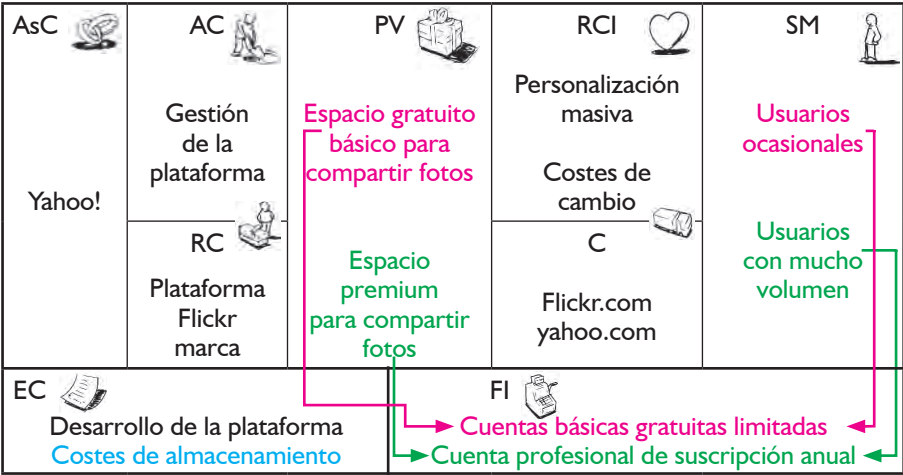 AsC
Yahoo!
AC
Gestión
de la
plataforma
RC
Plataforma
Flickr
marca
PV
Espacio gratuito
básico para
compartir fotos
Espacio
premium
para compartir
fotos
RCI
Personalización
masiva
Costes de
cambio
C
Flickr.com
yahoo.com
SM
Usuarios
ocasionales
Usuarios
con mucho
volumen
EC
Desarrollo de la plataforma
Costes de almacenamiento
FI
Cuentas básicas gratuitas limitadas
Cuenta profesional de suscripción anual